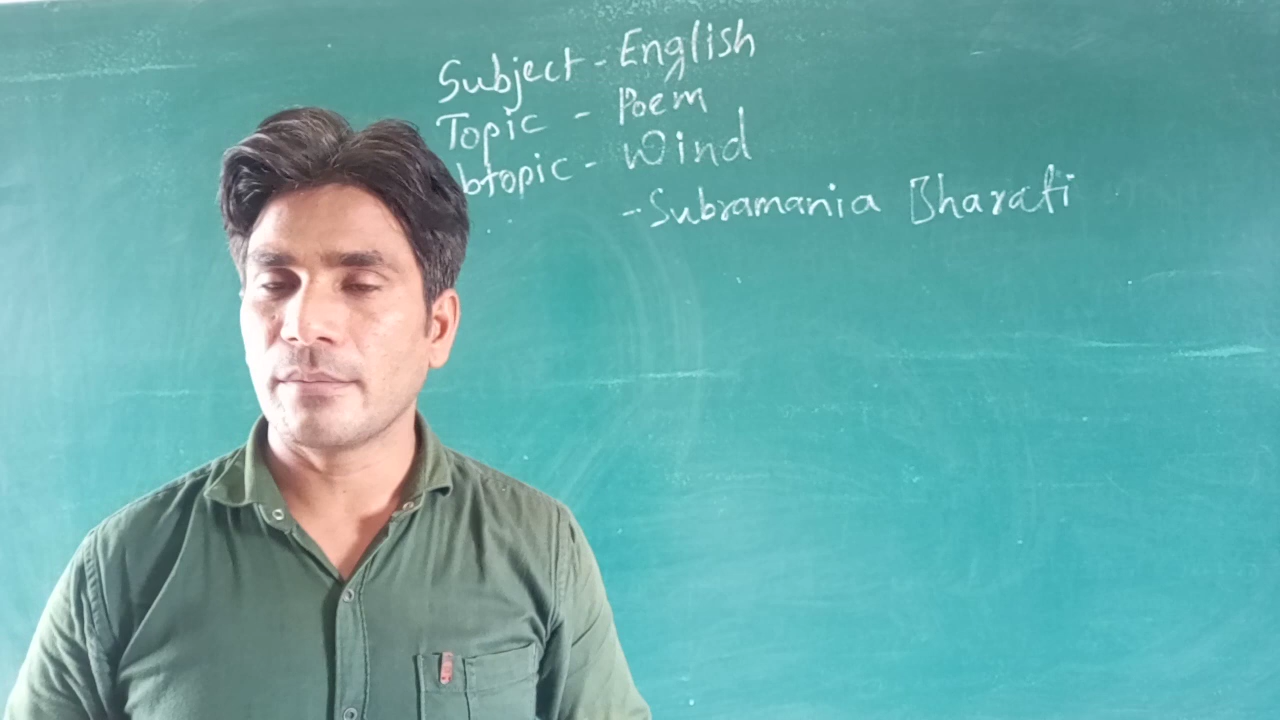 Subject - English
Topic - Poem
btopic - Wind
- Subramania Bharati